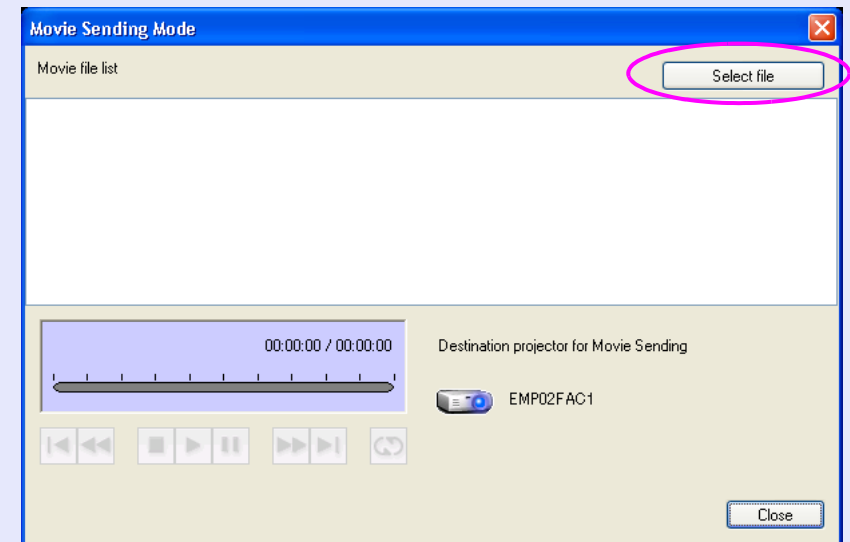 Movie Sending Mode
Movie file list
Select file
00:00:00 / 00:00:00
Destination projector for Movie Sending
EMP02FAC1
Close